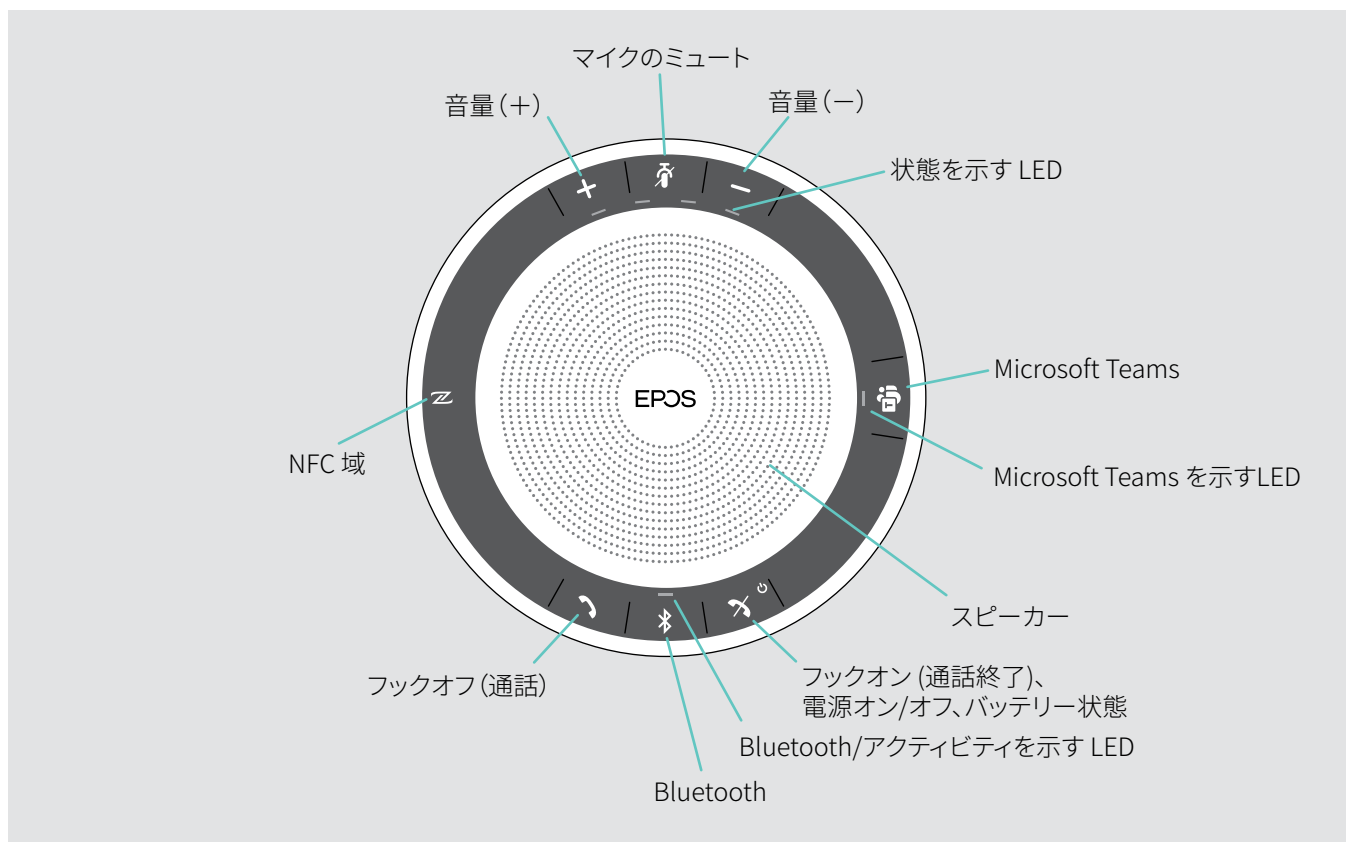 マイクのミュート
音量（＋）
音量（－）
状態を示す LED
Microsoft Teams
EPOS
NFC 域
Microsoft Teams を示すLED
スピーカー
フックオフ（通話）
フックオン (通話終了)、
電源オン/オフ、バッテリー状態
Bluetooth/アクティビティを示す LED
Bluetooth